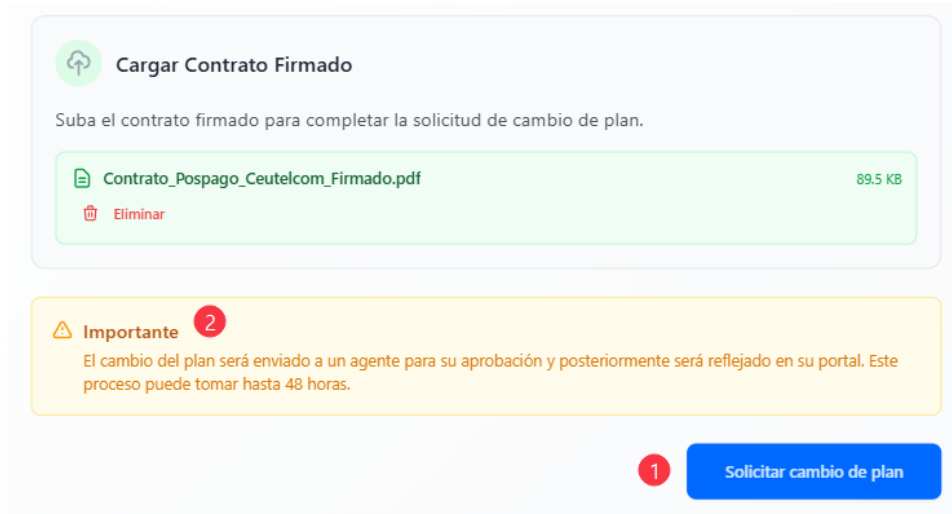 Cargar Contrato Firmado
Suba el contrato firmado para completar la solicitud de cambio de plan.
Contrato_Pospago_Ceutelcom_Firmado.pdf 89.5 KB
Eliminar
Importante 2
El cambio del plan será enviado a un agente para su aprobación y posteriormente será reflejado en su portal. Este
proceso puede tomar hasta 48 horas.
1 Solicitar cambio de plan